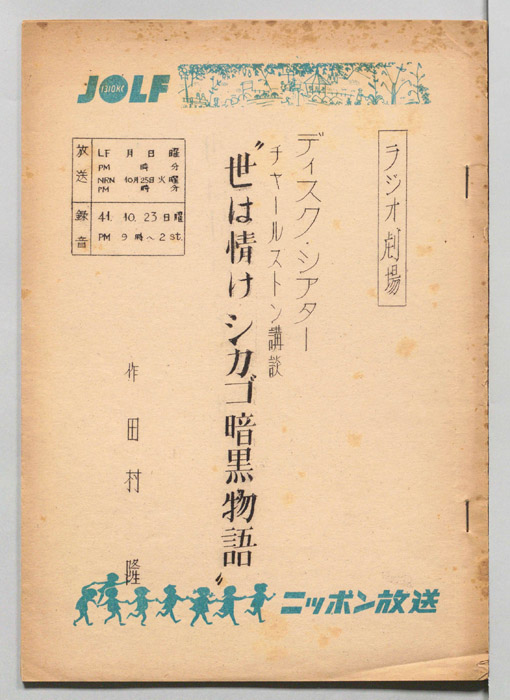 JOLF
1310KC
ラジオ劇場
ディスク・シアター
チャールストン講談
“世は情け シカゴ暗黒物語”
作 田村 隆
放送
LF 月 日 曜
PM 時 分
NRN 10月25日火曜
PM 時 分
録音
41. 10. 23 日曜
PM 9時~2st.
ニッポン放送